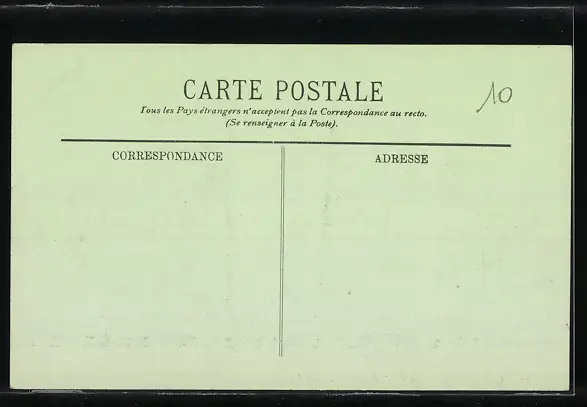 CARTE POSTALE
10
Tous les Pays étrangers n'acceptent pas la Correspondance au recto.
(Se renseigner à la Poste).
CORRESPONDANCE
ADRESSE